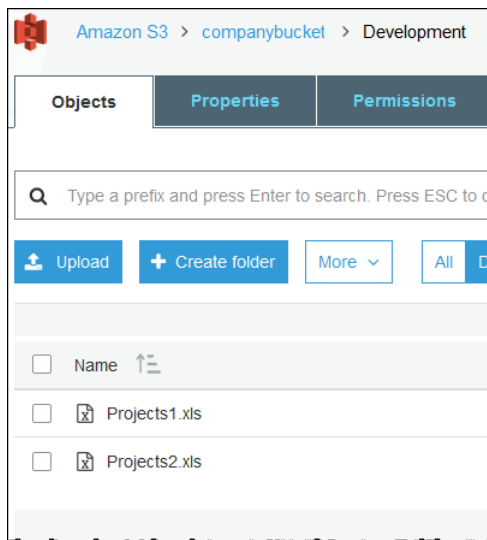 Amazon S3 > companybucket > Development
Objects Properties Permissions
Type a prefix and press Enter to search. Press ESC to
Upload + Create folder More All
Name
Projects1.xls
Projects2.xls